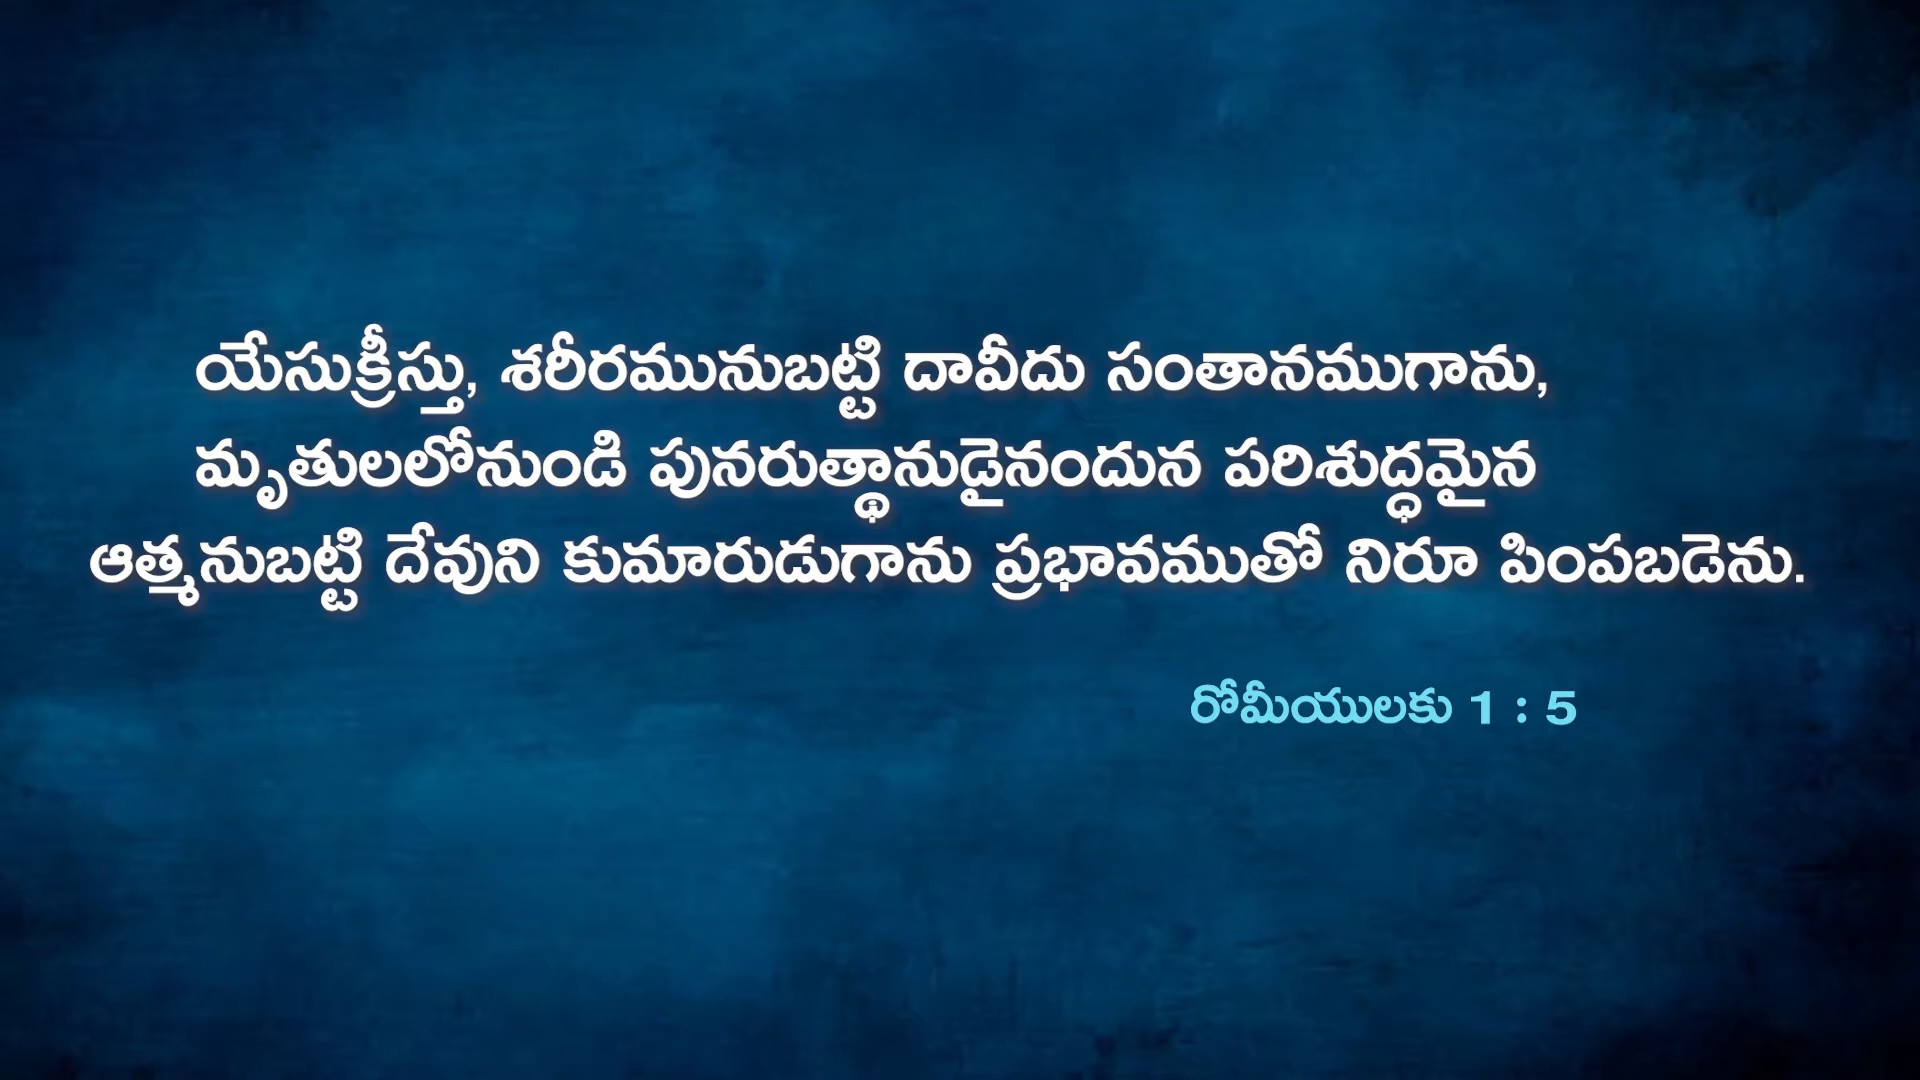 యేసుక్రీస్తు, శరీరమునుబట్టి దావీదు సంతానముగాను,
మృతులలోనుండి పునరుత్థానుడైనందున పరిశుద్ధమైన
ఆత్మనుబట్టి దేవుని కుమారుడుగాను ప్రభావముతో నిరూ పింపబడెను.
రోమీయులకు 1 : 5